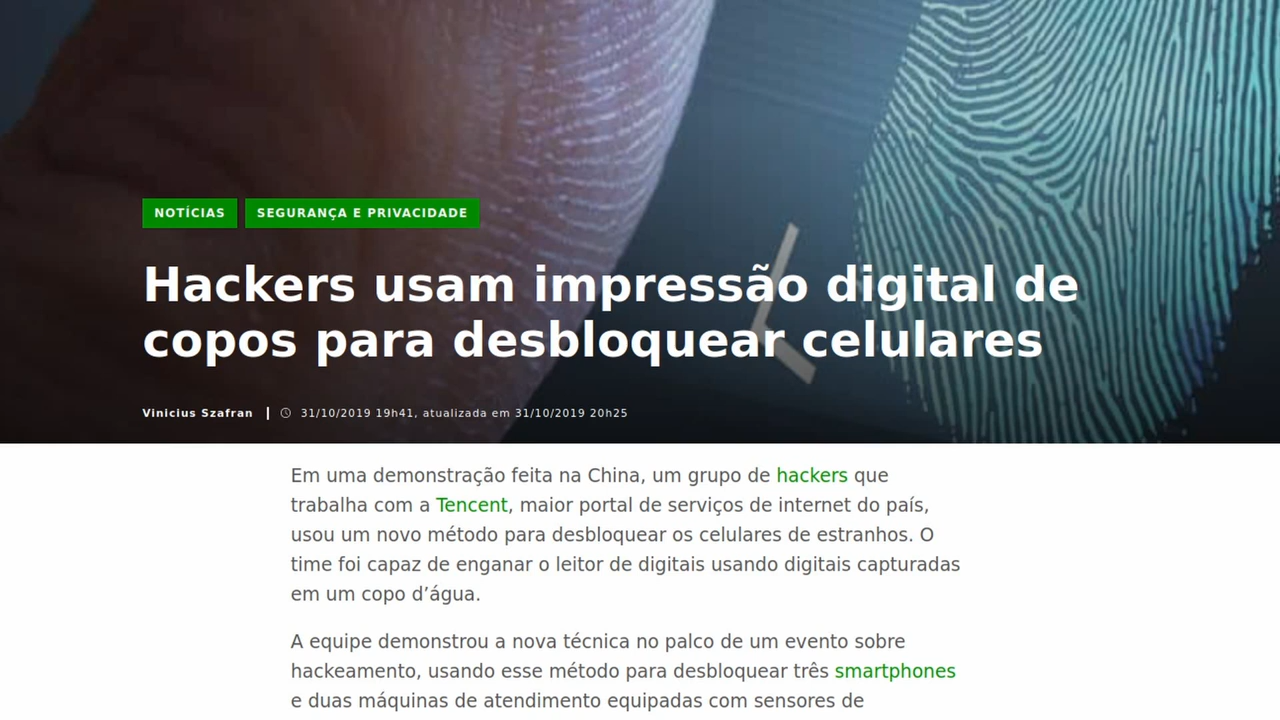 NOTÍCIAS SEGURANÇA E PRIVACIDADE
Hackers usam impressão digital de
copos para desbloquear celulares
Vinicius Szafran | 31/10/2019 19h41, atualizada em 31/10/2019 20h25
Em uma demonstração feita na China, um grupo de hackers que
trabalha com a Tencent, maior portal de serviços de internet do país,
usou um novo método para desbloquear os celulares de estranhos. O
time foi capaz de enganar o leitor de digitais usando digitais capturadas
em um copo d’água.
A equipe demonstrou a nova técnica no palco de um evento sobre
hackeamento, usando esse método para desbloquear três smartphones
e duas máquinas de atendimento equipadas com sensores de